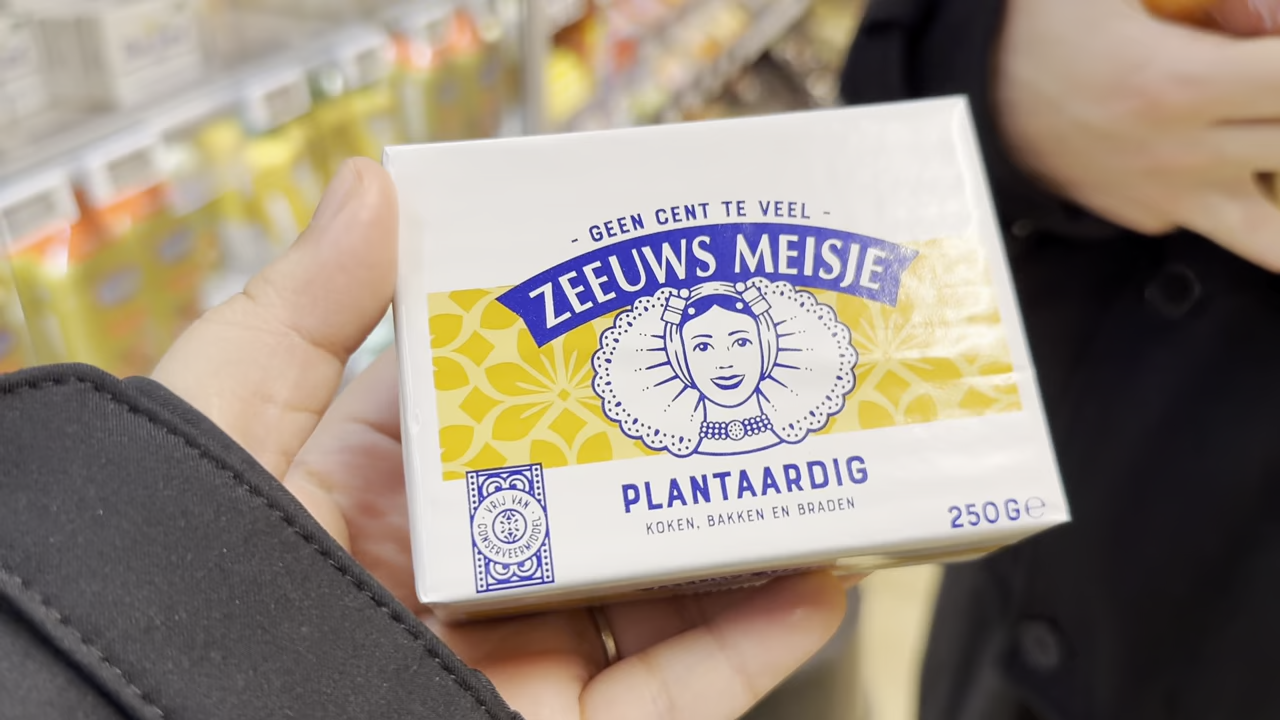 - GEEN CENT TE VEEL -
ZEEUWS MEISJE
PLANTAARDIG
KOKEN, BAKKEN EN BRADEN
250G℮
· VRIJ VAN ·
CONSERVEERMIDDEL